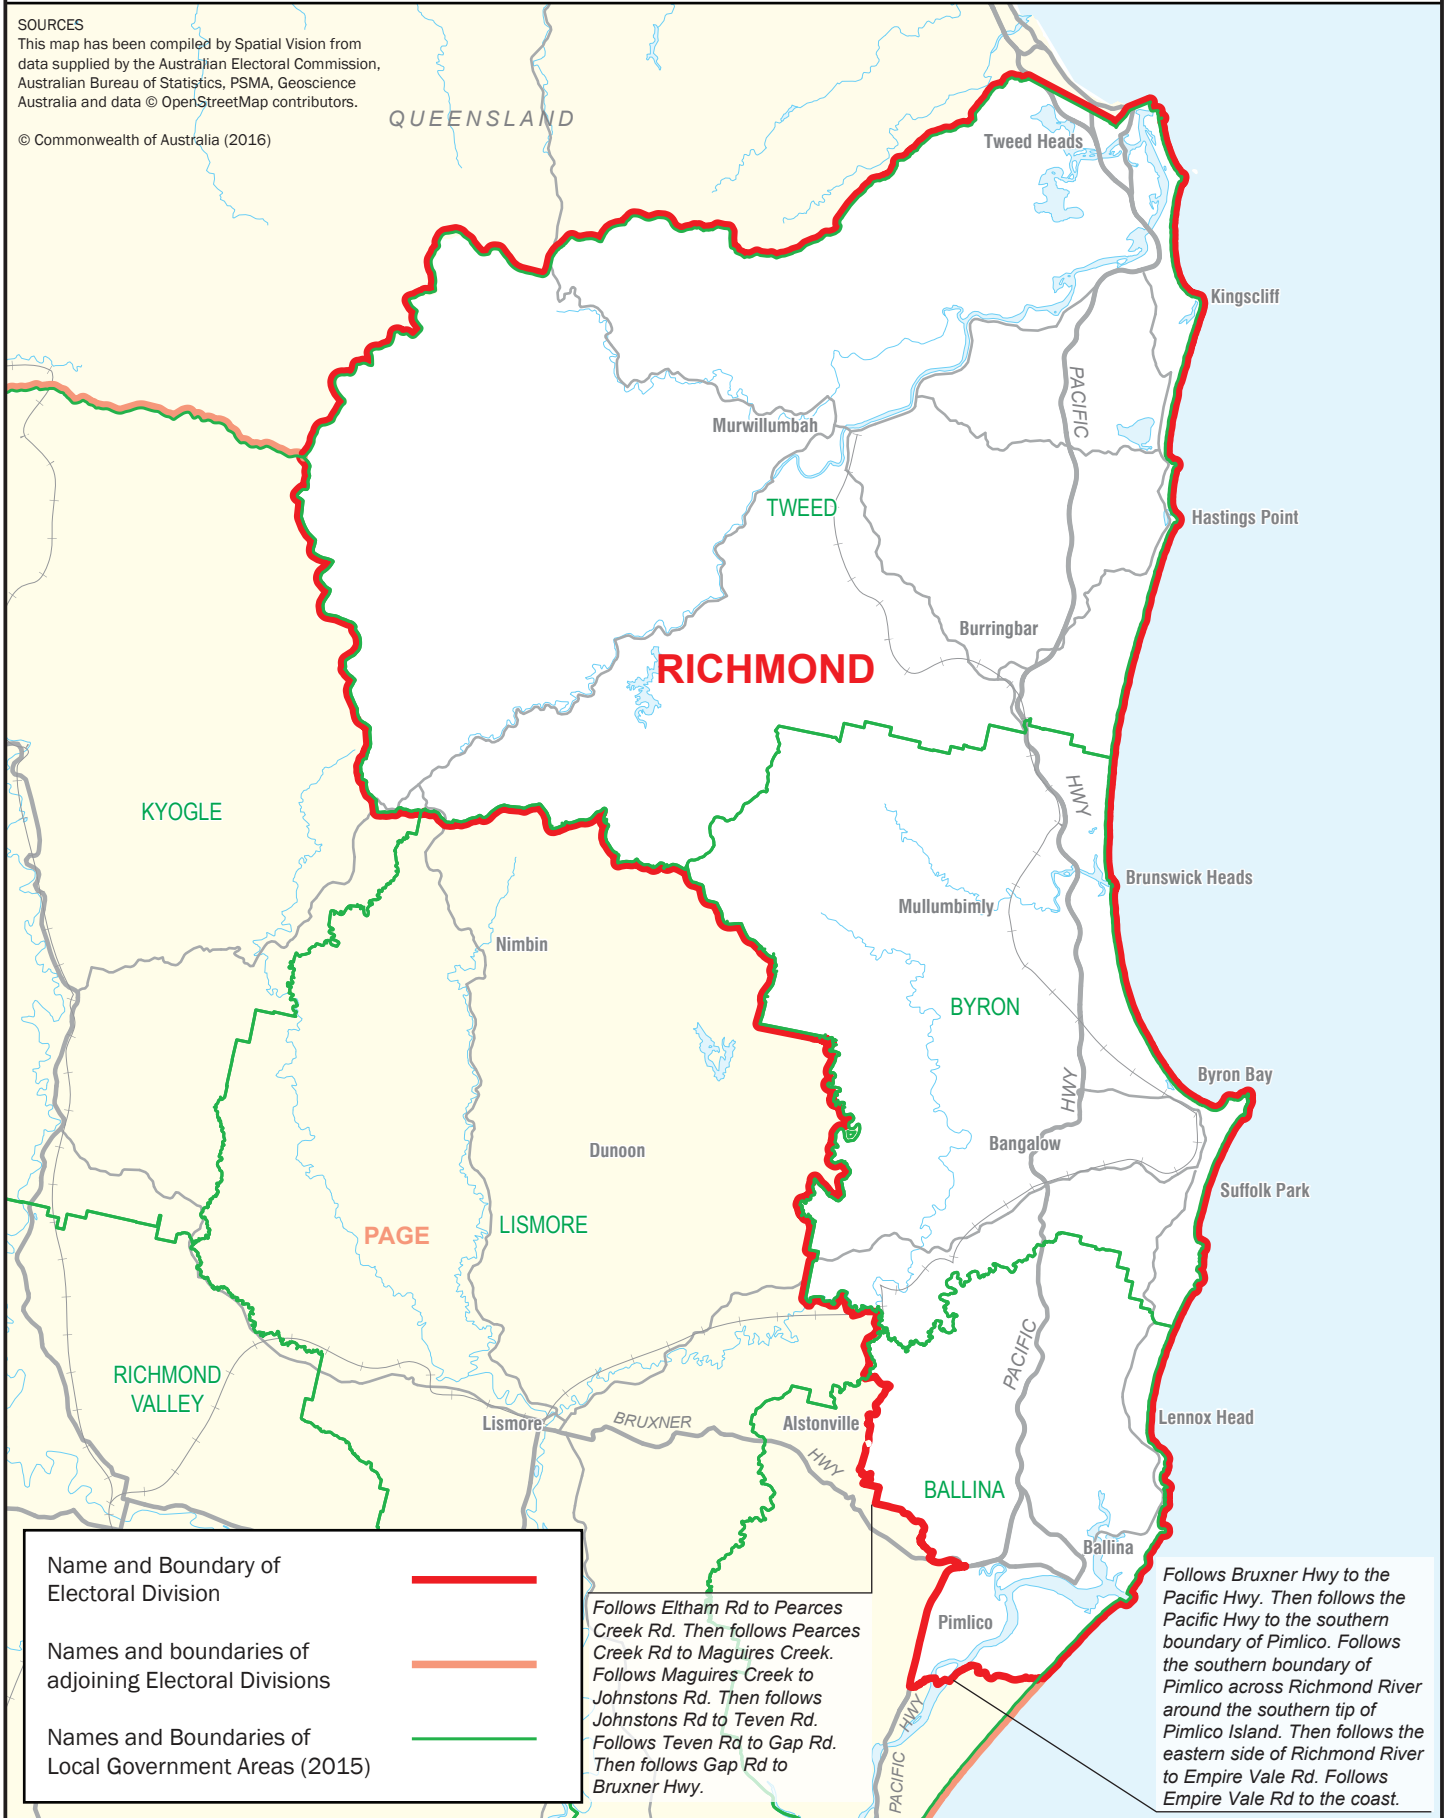 SOURCES
This map has been compiled by Spatial Vision from
data supplied by the Australian Electoral Commission,
Australian Bureau of Statistics, PSMA, Geoscience
Australia and data © OpenStreetMap contributors.
© Commonwealth of Australia (2016)
QUEENSLAND
Tweed Heads
Kingscliff
PACIFIC
Murwillumbah
TWEED
Hastings Point
Burringbar
RICHMOND
HWY
KYOGLE
Brunswick Heads
Mullumbimly
Nimbin
BYRON
Byron Bay
HWY
Bangalow
Dunoon
Suffolk Park
LISMORE
PAGE
PACIFIC
RICHMOND
VALLEY
Lismore
BRUXNER
Alstonville
Lennox Head
HWY
BALLINA
Ballina
Pimlico
HWY
PACIFIC
Name and Boundary of
Electoral Division
Names and boundaries of
adjoining Electoral Divisions
Names and Boundaries of
Local Government Areas (2015)
Follows Eltham Rd to Pearces
Creek Rd. Then follows Pearces
Creek Rd to Maguires Creek.
Follows Maguires Creek to
Johnstons Rd. Then follows
Johnstons Rd to Teven Rd.
Follows Teven Rd to Gap Rd.
Then follows Gap Rd to
Bruxner Hwy.
Follows Bruxner Hwy to the
Pacific Hwy. Then follows the
Pacific Hwy to the southern
boundary of Pimlico. Follows
the southern boundary of
Pimlico across Richmond River
around the southern tip of
Pimlico Island. Then follows the
eastern side of Richmond River
to Empire Vale Rd. Follows
Empire Vale Rd to the coast.